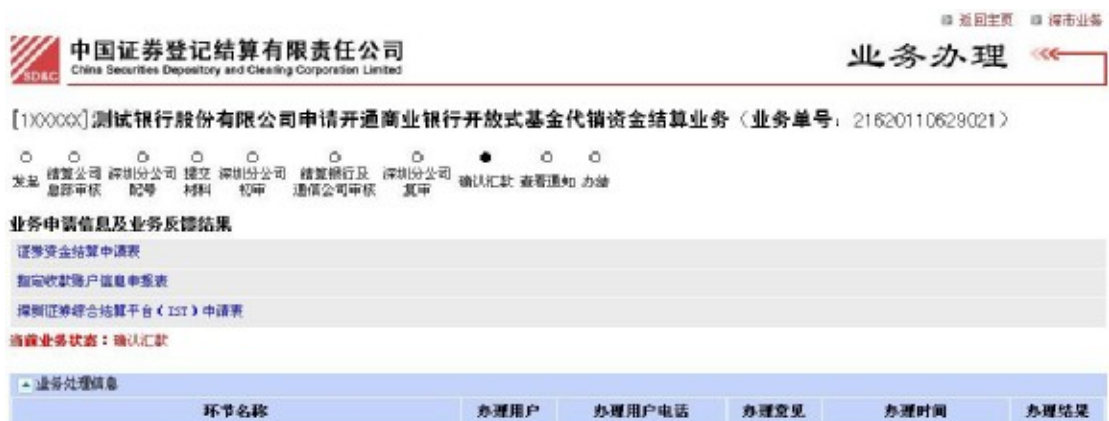 返回主页 深市业务
SD&C
中国证券登记结算有限责任公司
China Securities Depository and Clearing Corporation Limited
业务办理
[1XXXXX]测试银行股份有限公司申请开通商业银行开放式基金代销资金结算业务（业务单号：21620110629021）
发起 结算公司总部审核 深圳分公司配号 提交材料 深圳分公司初审 结算银行及通信公司审核 深圳分公司复审 确认汇款 查看通知 办结
业务申请信息及业务反馈结果
证券资金结算申请表
指定收款账户信息申报表
深圳证券综合结算平台（IST）申请表
当前业务状态：确认汇款
业务处理信息
环节名称 办理用户 办理用户电话 办理意见 办理时间 办理结果